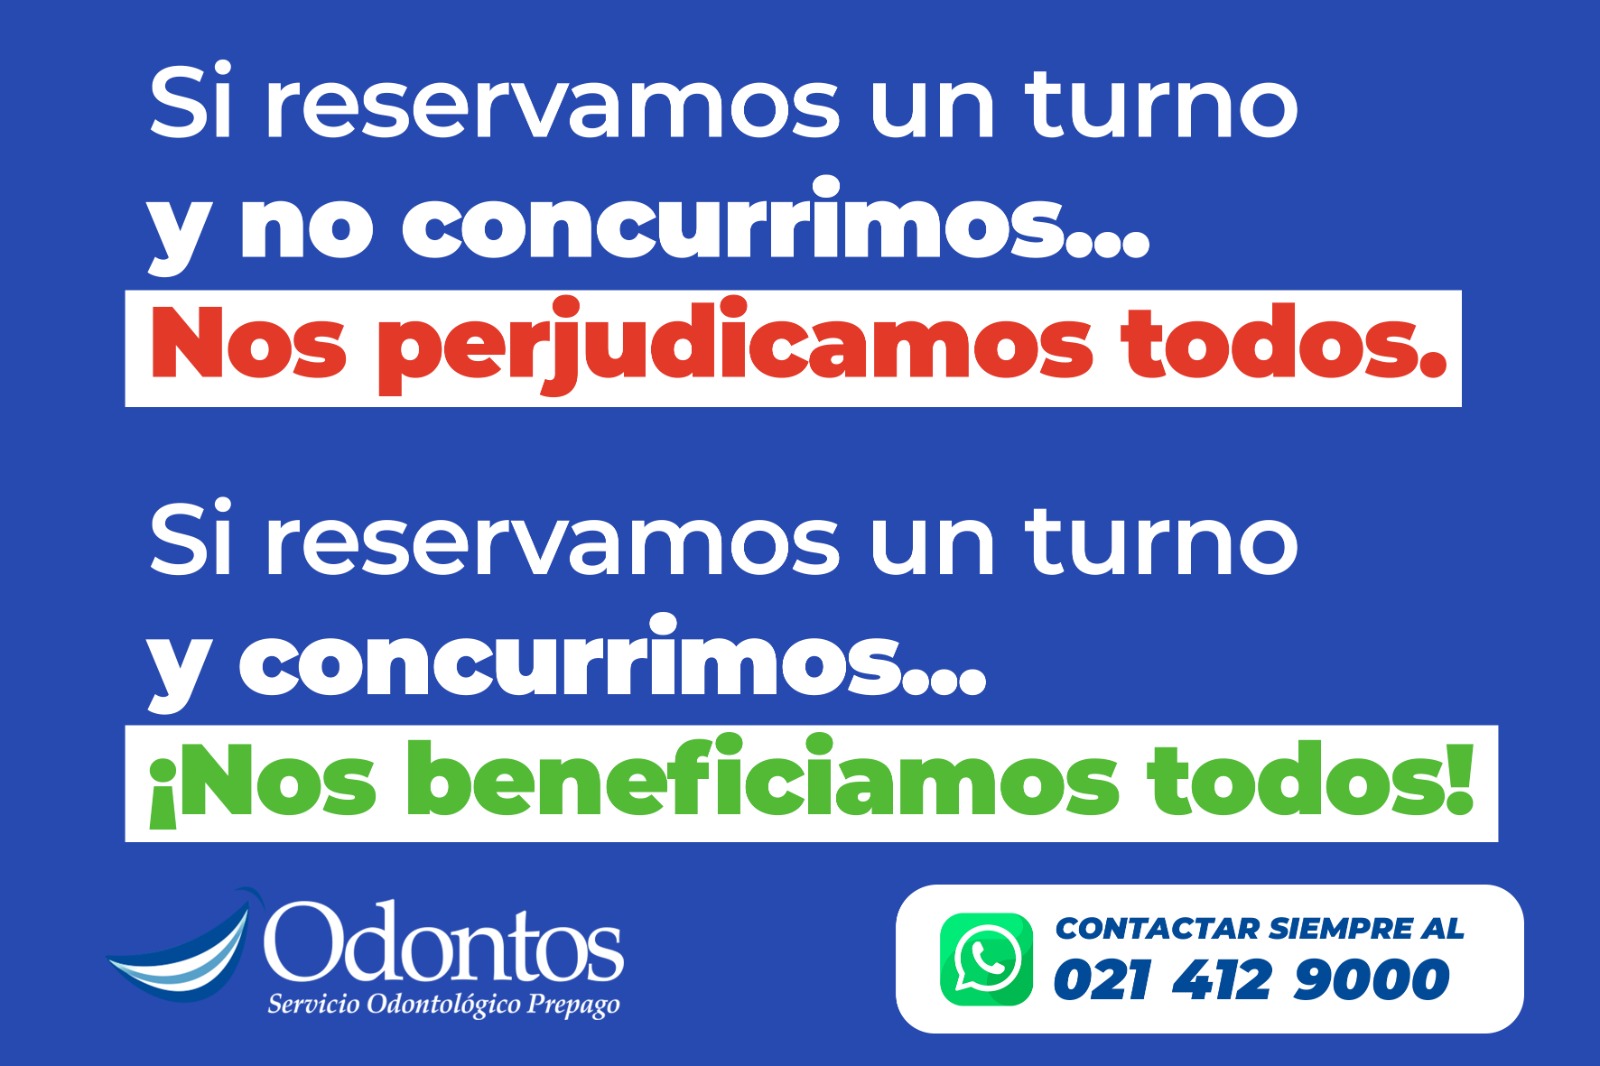 Si reservamos un turno
y no concurrimos...
Nos perjudicamos todos.
Si reservamos un turno
y concurrimos...
¡Nos beneficiamos todos!
Odontos
Servicio Odontológico Prepago
CONTACTAR SIEMPRE AL
021 412 9000